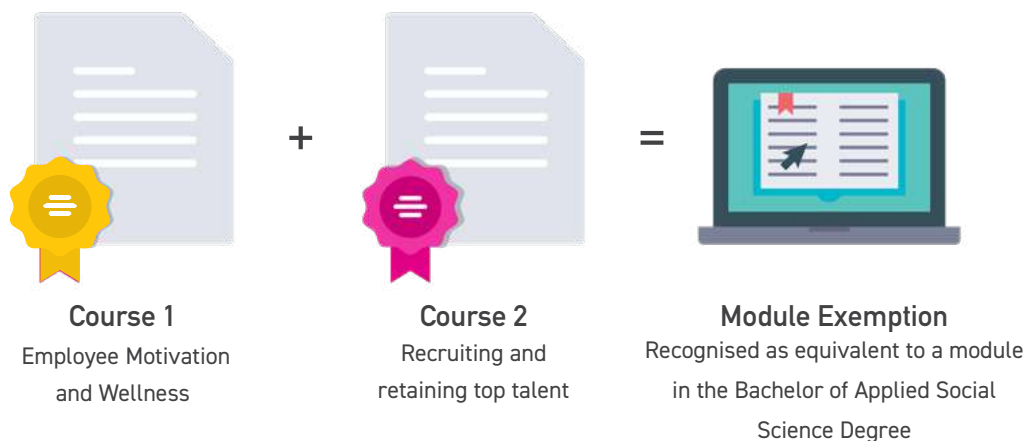 +
=
Course 1
Employee Motivation
and Wellness
Course 2
Recruiting and
retaining top talent
Module Exemption
Recognised as equivalent to a module
in the Bachelor of Applied Social
Science Degree